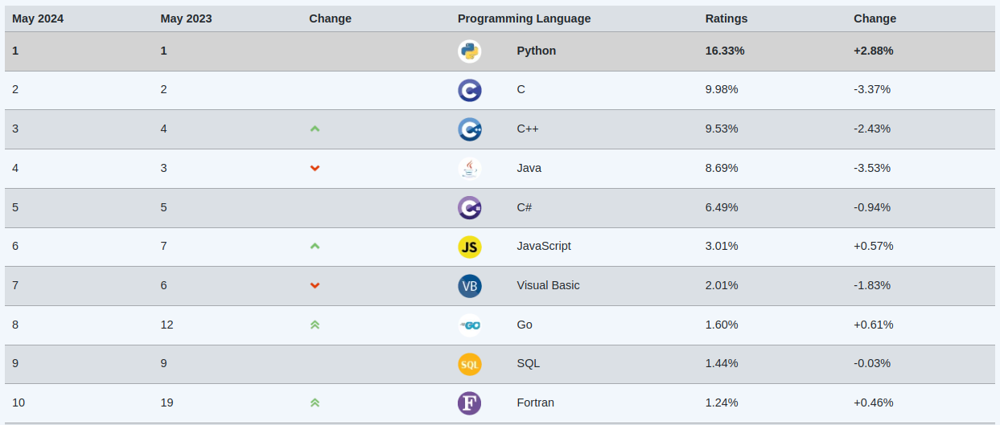 May 2024 May 2023 Change Programming Language Ratings Change
1 1 Python 16.33% +2.88%
2 2 C C 9.98% -3.37%
3 4 C++ C++ 9.53% -2.43%
4 3 Java 8.69% -3.53%
5 5 C# C# 6.49% -0.94%
6 7 JS JavaScript 3.01% +0.57%
7 6 VB Visual Basic 2.01% -1.83%
8 12 GO Go 1.60% +0.61%
9 9 SQL SQL 1.44% -0.03%
10 19 F Fortran 1.24% +0.46%